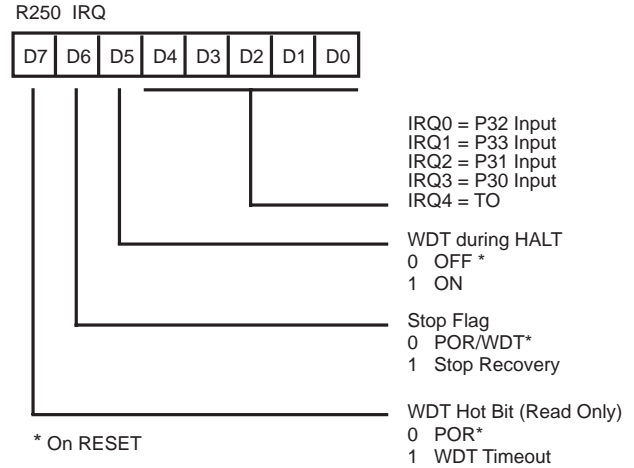 R250 IRQ
D7 D6 D5 D4 D3 D2 D1 D0
IRQ0 = P32 Input
IRQ1 = P33 Input
IRQ2 = P31 Input
IRQ3 = P30 Input
IRQ4 = TO
WDT during HALT
0 OFF *
1 ON
Stop Flag
0 POR/WDT*
1 Stop Recovery
WDT Hot Bit (Read Only)
0 POR*
1 WDT Timeout
* On RESET